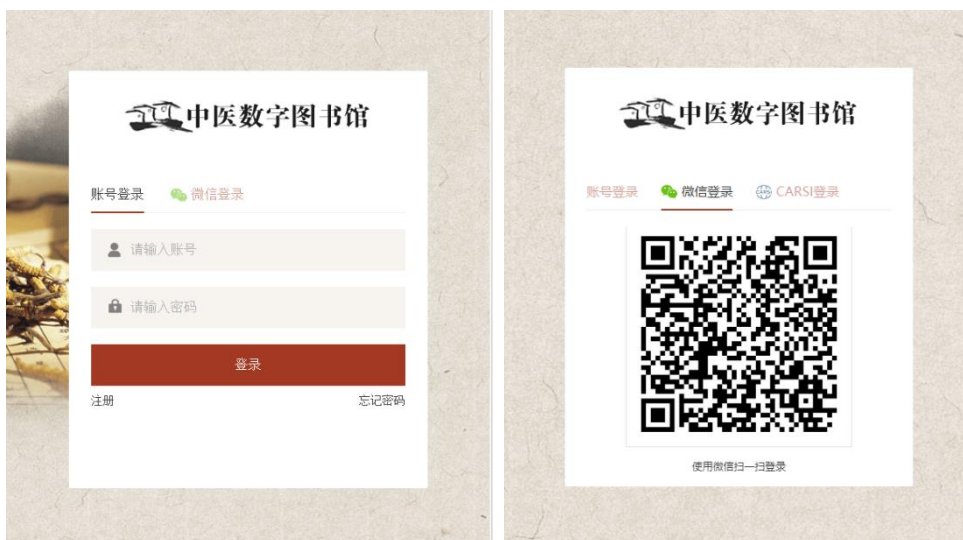 中医数字图书馆
账号登录 微信登录
请输入账号
请输入密码
登录
注册 忘记密码
中医数字图书馆
账号登录 微信登录 CARSI登录
使用微信扫一扫登录